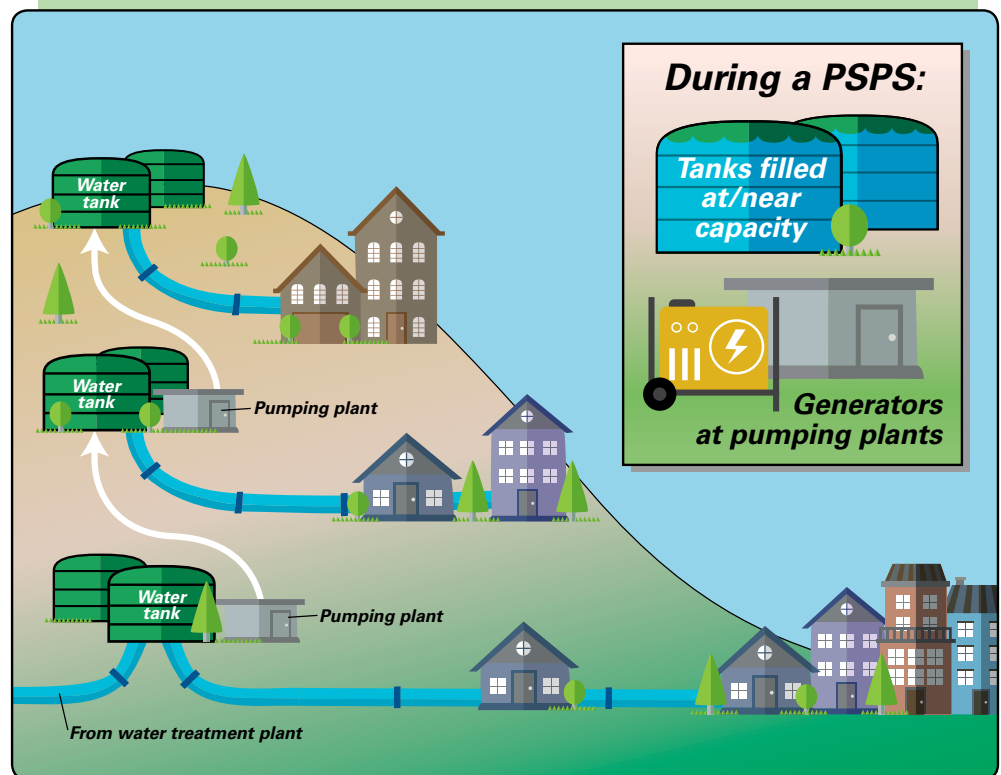 During a PSPS:
Tanks filled
at/near
capacity
Generators
at pumping plants
Water
tank
Water
tank
Pumping plant
Water
tank
Pumping plant
From water treatment plant